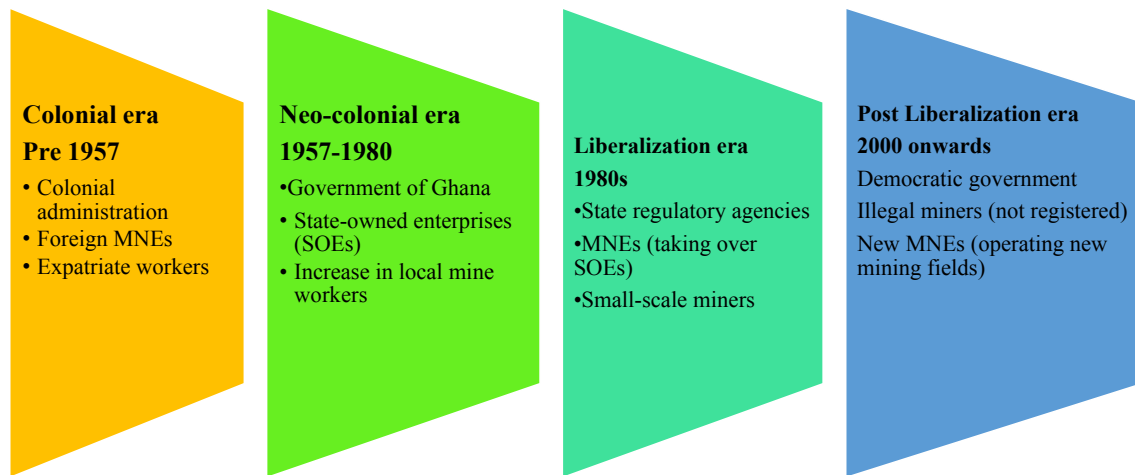 Colonial era
Pre 1957
• Colonial
administration
• Foreign MNEs
• Expatriate workers
Neo-colonial era
1957-1980
•Government of Ghana
• State-owned enterprises
(SOEs)
• Increase in local mine
workers
Liberalization era
1980s
•State regulatory agencies
•MNEs (taking over
SOEs)
•Small-scale miners
Post Liberalization era
2000 onwards
Democratic government
Illegal miners (not registered)
New MNEs (operating new
mining fields)